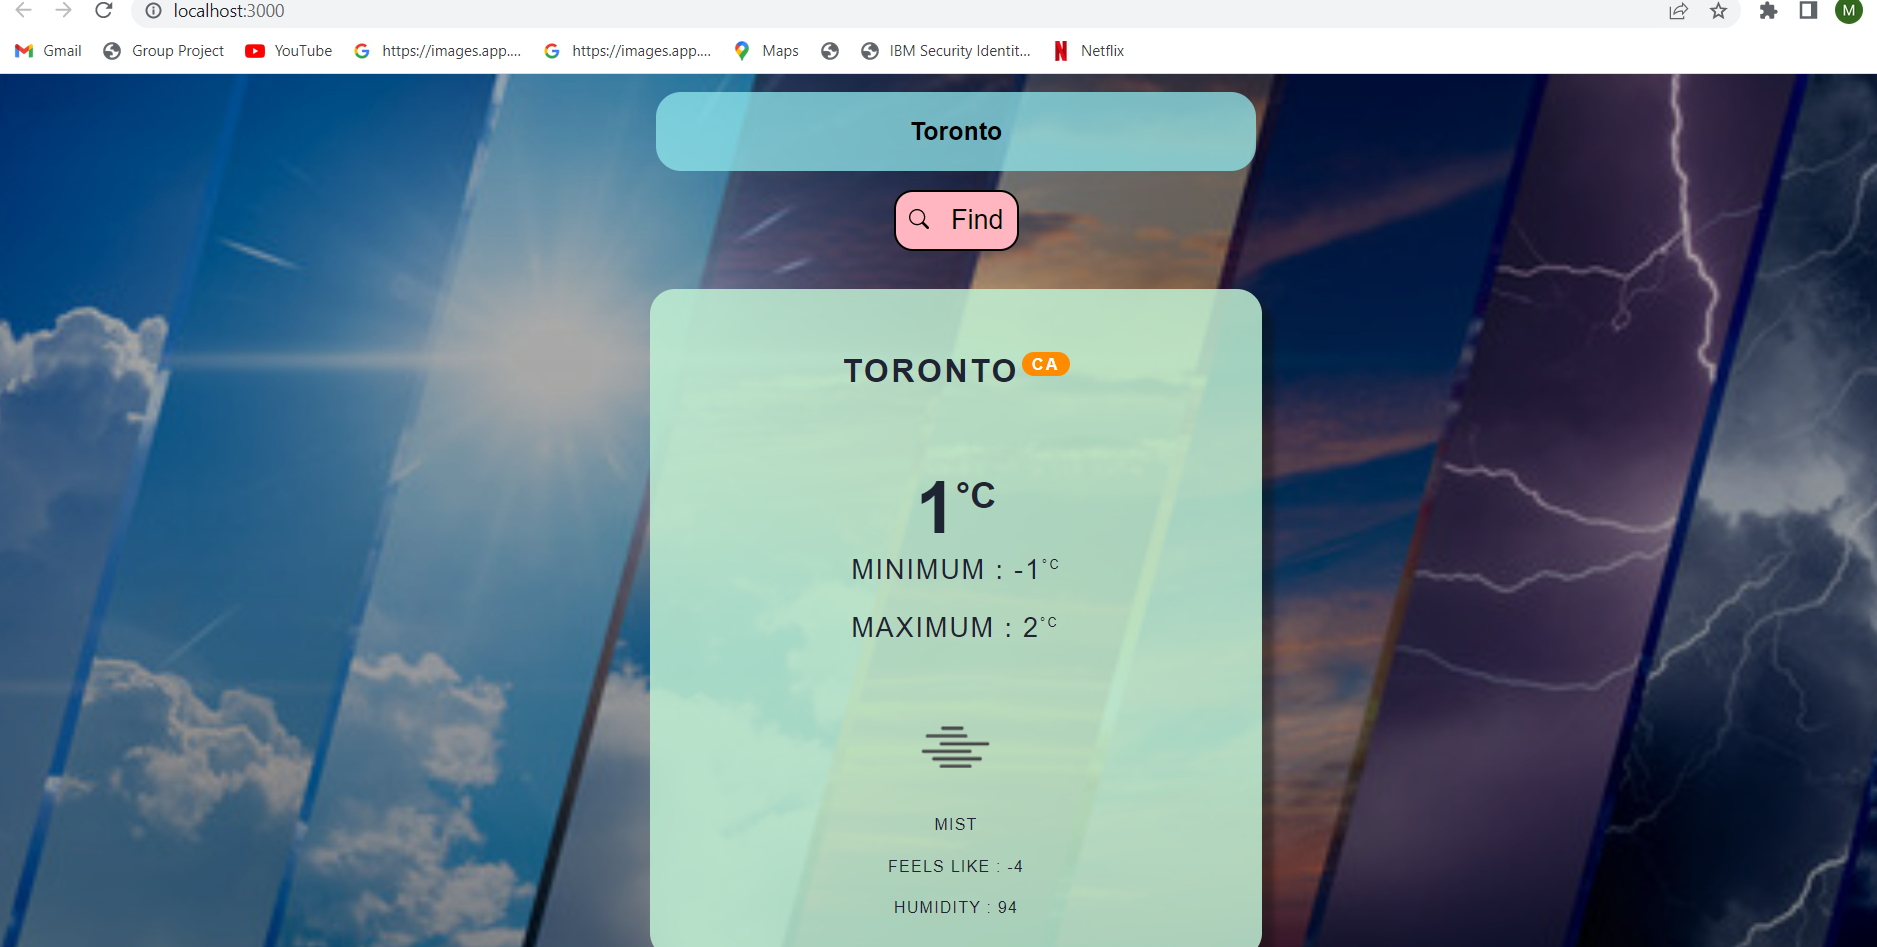 localhost:3000
M
Gmail Group Project YouTube https://images.app.... https://images.app.... Maps IBM Security Identit... Netflix
Toronto
Find
TORONTO CA
1°C
MINIMUM : -1°C
MAXIMUM : 2°C
MIST
FEELS LIKE : -4
HUMIDITY : 94